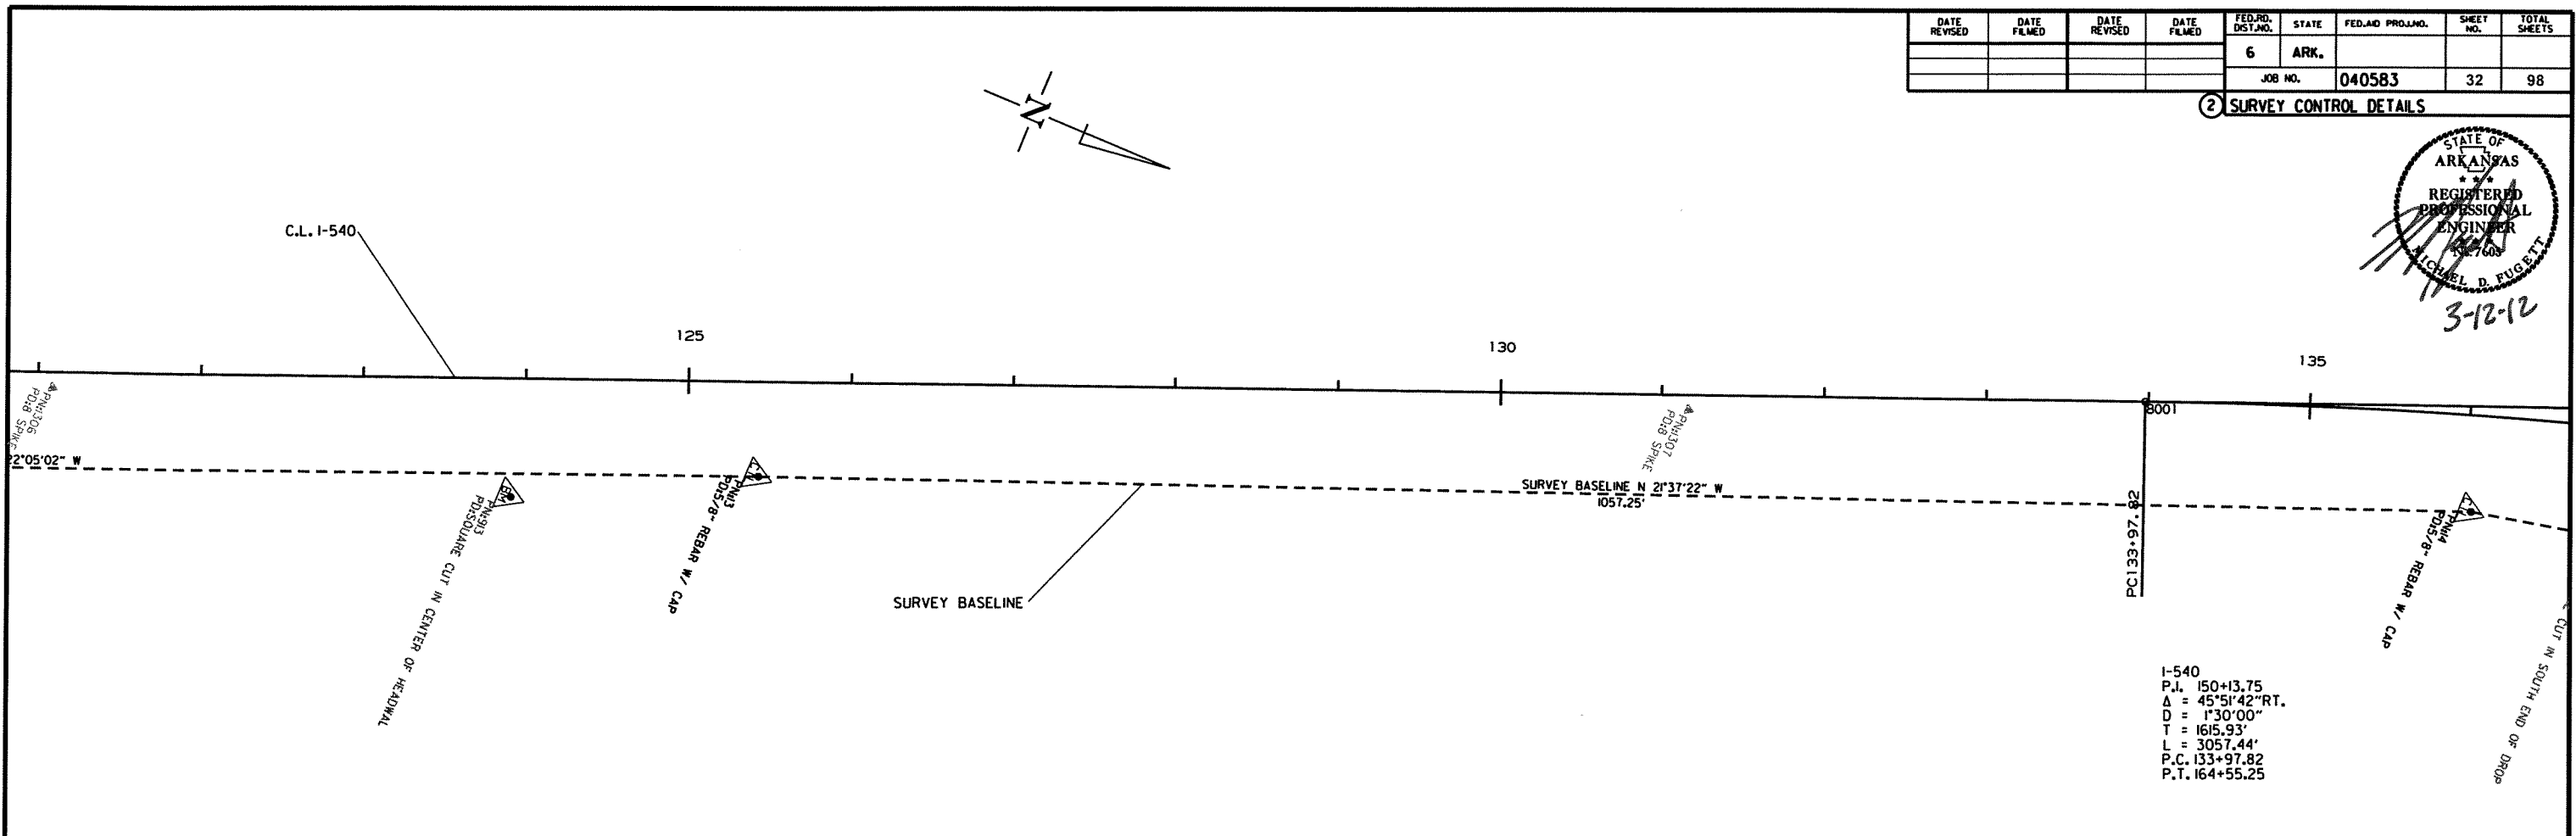 DATE REVISED
DATE FILMED
DATE REVISED
DATE FILMED
FED.RD. DIST.NO.
STATE
FED.AID PROJ.NO.
SHEET NO.
TOTAL SHEETS
6
ARK.
JOB NO.
040583
32
98
2 SURVEY CONTROL DETAILS
STATE OF
ARKANSAS
* * *
REGISTERED
PROFESSIONAL
ENGINEER
* * *
No. 7605
MICHAEL D. FUGETT
3-12-12
N
C.L. I-540
125
130
135
PN:1306
PD:8 SPIKE
PN:1307
PD:8 SPIKE
8001
22°05'02" W
BM
PN:913
PD:SQUARE CUT IN CENTER OF HEADWAL
PN:13
PD:5/8" REBAR W/ CAP
SURVEY BASELINE N 21°37'22" W
1057.25'
SURVEY BASELINE
PC133+97.82
PN:14
PD:5/8" REBAR W/ CAP
CUT IN SOUTH END OF DROP
I-540
P.I. 150+13.75
Δ = 45°51'42"RT.
D = 1°30'00"
T = 1615.93'
L = 3057.44'
P.C. 133+97.82
P.T. 164+55.25